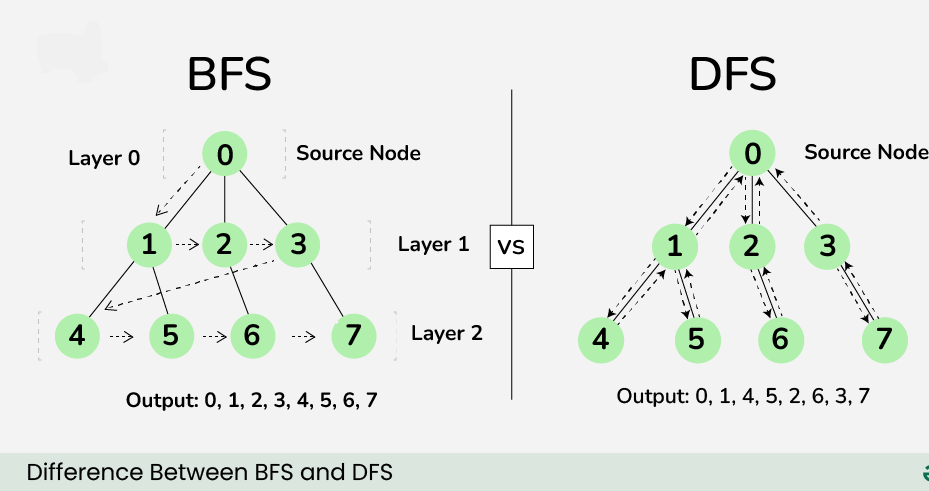 BFS
Layer 0
0
Source Node
1
2
3
Layer 1
4
5
6
7
Layer 2
Output: 0, 1, 2, 3, 4, 5, 6, 7
VS
DFS
0
Source Node
1
2
3
4
5
6
7
Output: 0, 1, 4, 5, 2, 6, 3, 7
Difference Between BFS and DFS